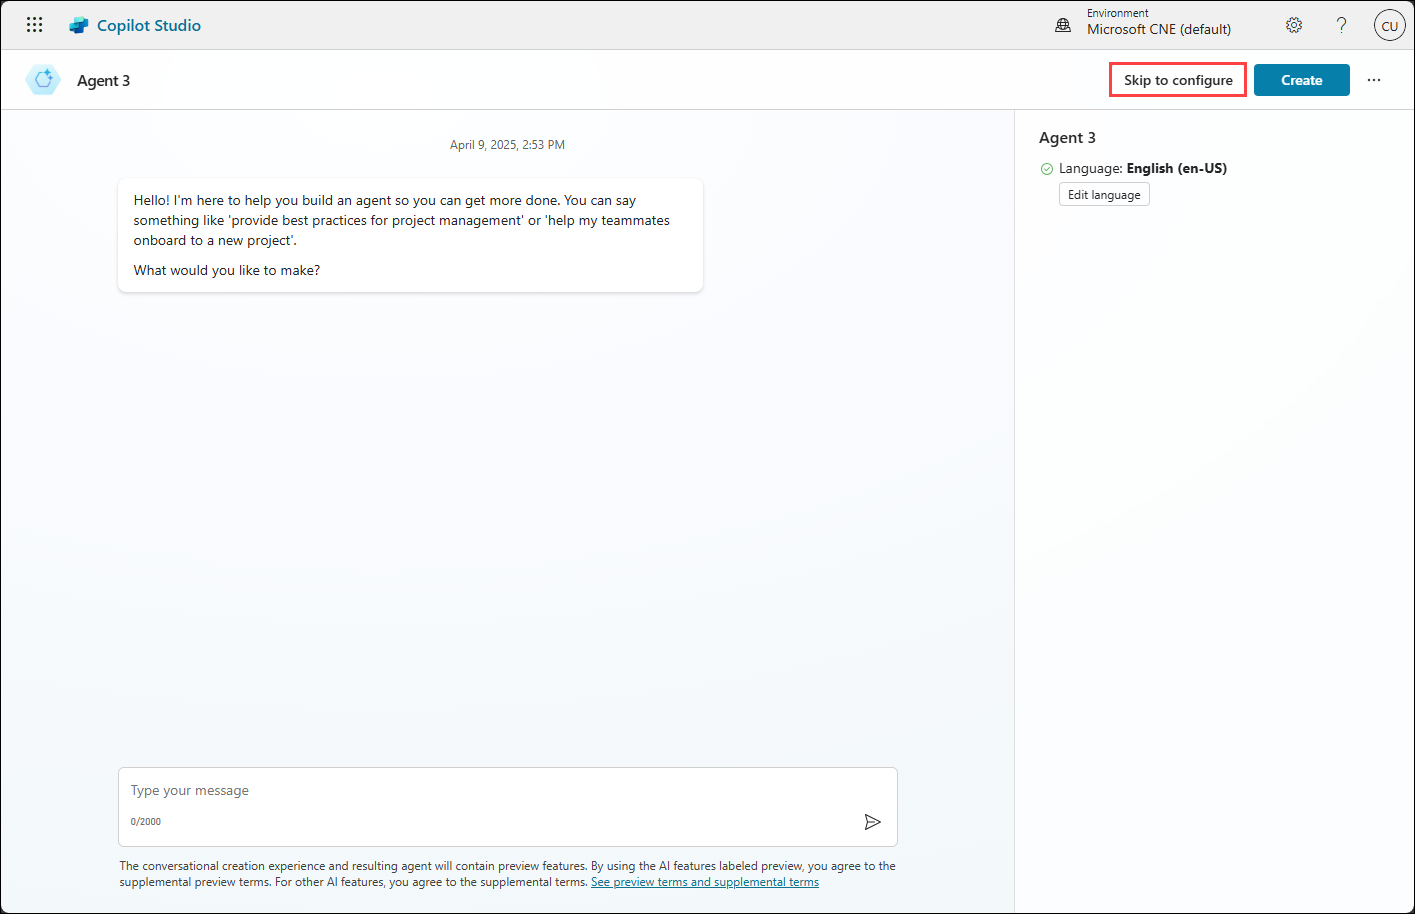 Copilot Studio
Environment
Microsoft CNE (default)
?
CU
Agent 3
Skip to configure
Create
...
April 9, 2025, 2:53 PM
Hello! I'm here to help you build an agent so you can get more done. You can say
something like 'provide best practices for project management' or 'help my teammates
onboard to a new project'.
What would you like to make?
Type your message
0/2000
The conversational creation experience and resulting agent will contain preview features. By using the AI features labeled preview, you agree to the
supplemental preview terms. For other AI features, you agree to the supplemental terms. See preview terms and supplemental terms
Agent 3
Language: English (en-US)
Edit language